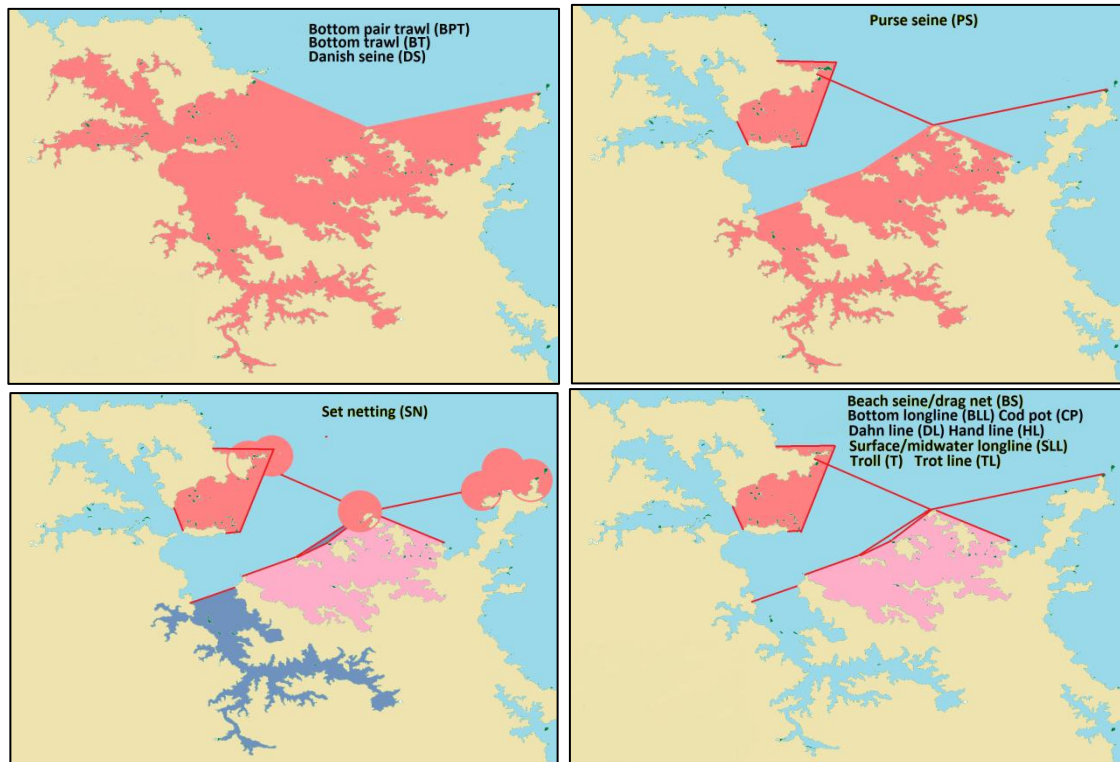 Bottom pair trawl (BPT)
Bottom trawl (BT)
Danish seine (DS)
Purse seine (PS)
Set netting (SN)
Beach seine/drag net (BS)
Bottom longline (BLL) Cod pot (CP)
Dahn line (DL) Hand line (HL)
Surface/midwater longline (SLL)
Troll (T) Trot line (TL)